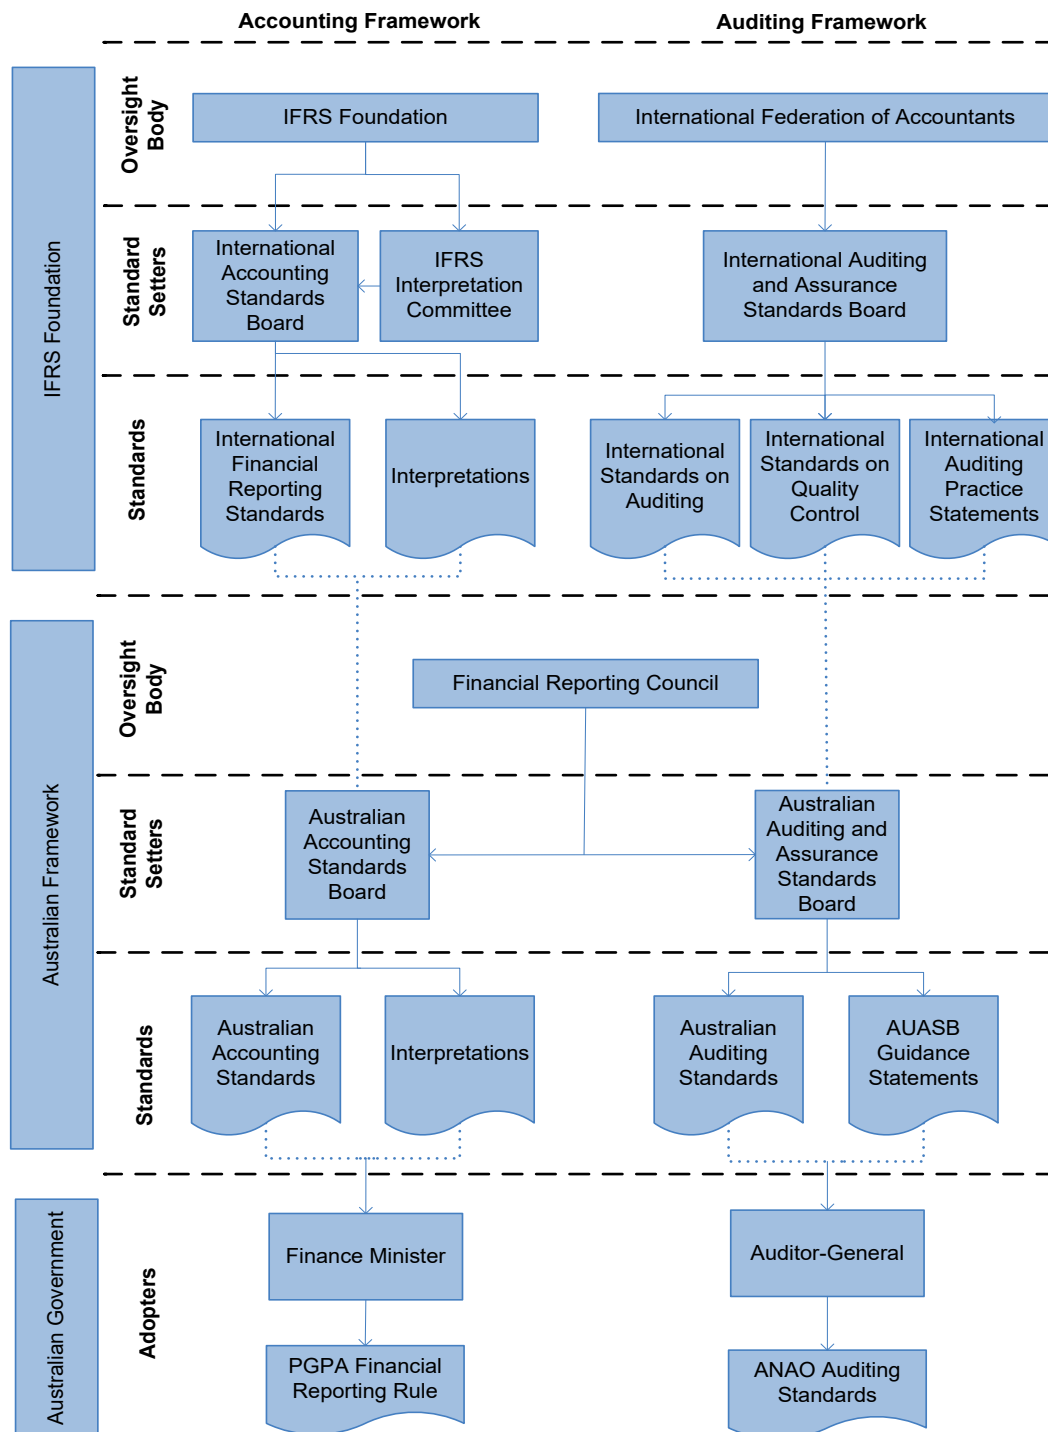 Accounting Framework
Auditing Framework
IFRS Foundation
Oversight
Body
IFRS Foundation
International Federation of Accountants
Standard
Setters
International
Accounting
Standards
Board
IFRS
Interpretation
Committee
International Auditing
and Assurance
Standards Board
Standards
International
Financial
Reporting
Standards
Interpretations
International
Standards on
Auditing
International
Standards on
Quality
Control
International
Auditing
Practice
Statements
Australian Framework
Oversight
Body
Financial Reporting Council
Standard
Setters
Australian
Accounting
Standards
Board
Australian
Auditing and
Assurance
Standards
Board
Standards
Australian
Accounting
Standards
Interpretations
Australian
Auditing
Standards
AUASB
Guidance
Statements
Australian Government
Adopters
Finance Minister
Auditor-General
PGPA Financial
Reporting Rule
ANAO Auditing
Standards